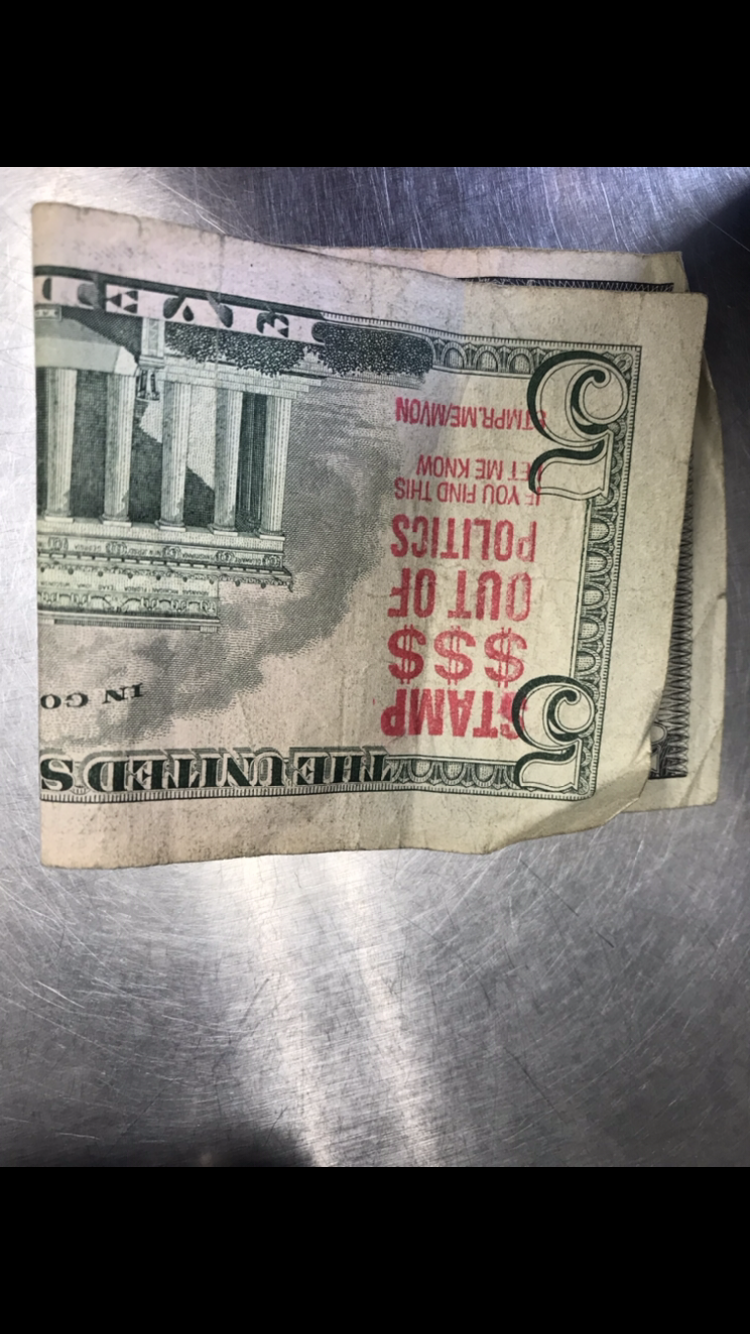 THE UNITED S
5
IN GO
STAMP
$$$
OUT OF
POLITICS
IF YOU FIND THIS
LET ME KNOW
STMPR.ME/MVON
5
FIVE D